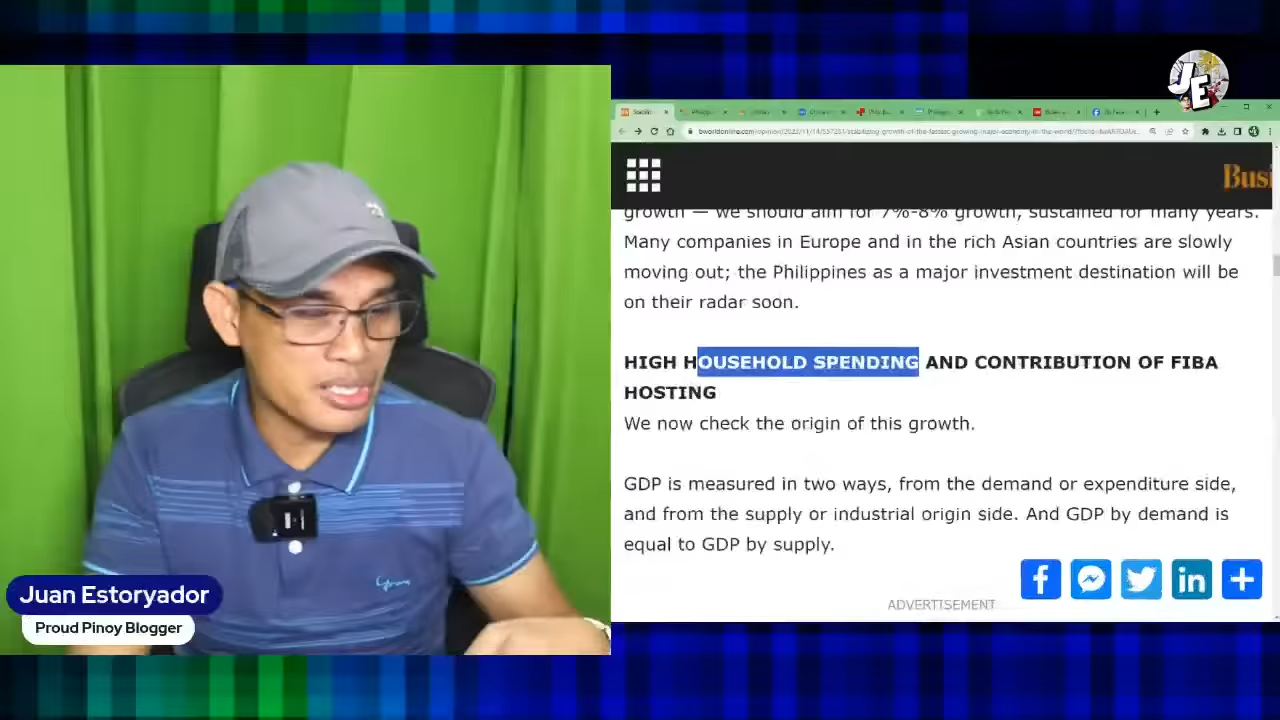 JE
Busi
growth — we should aim for 7%-8% growth, sustained for many years.
Many companies in Europe and in the rich Asian countries are slowly
moving out; the Philippines as a major investment destination will be
on their radar soon.
HIGH HOUSEHOLD SPENDING AND CONTRIBUTION OF FIBA
HOSTING
We now check the origin of this growth.
GDP is measured in two ways, from the demand or expenditure side,
and from the supply or industrial origin side. And GDP by demand is
equal to GDP by supply.
ADVERTISEMENT
Juan Estoryador
Proud Pinoy Blogger